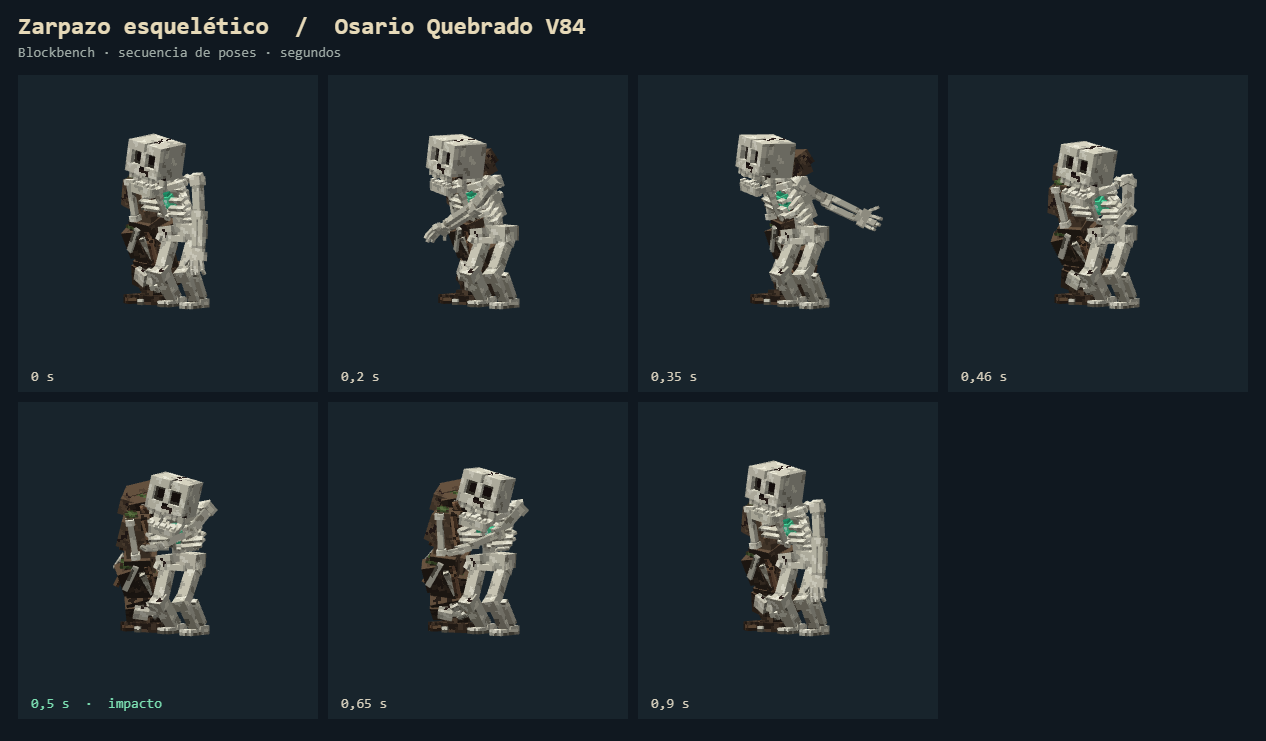 Zarpazo esquelético / Osario Quebrado V84
Blockbench · secuencia de poses · segundos
0 s
0,2 s
0,35 s
0,46 s
0,5 s · impacto
0,65 s
0,9 s